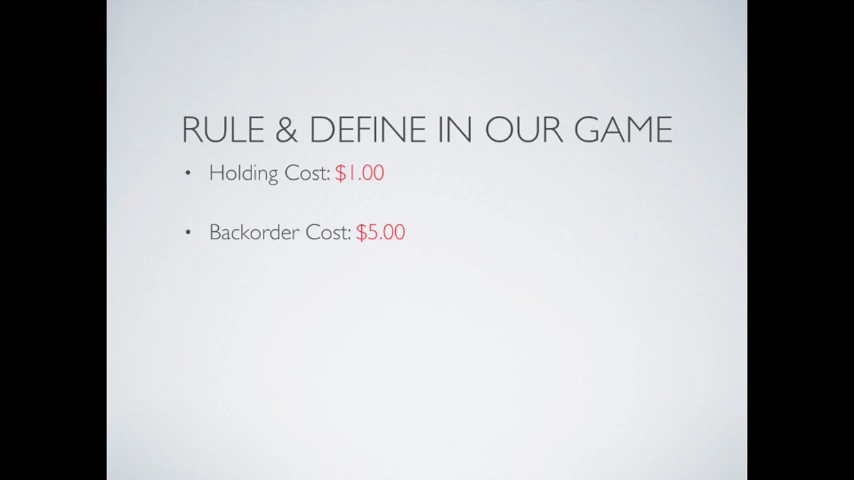 RULE & DEFINE IN OUR GAME
• Holding Cost: $1.00
• Backorder Cost: $5.00